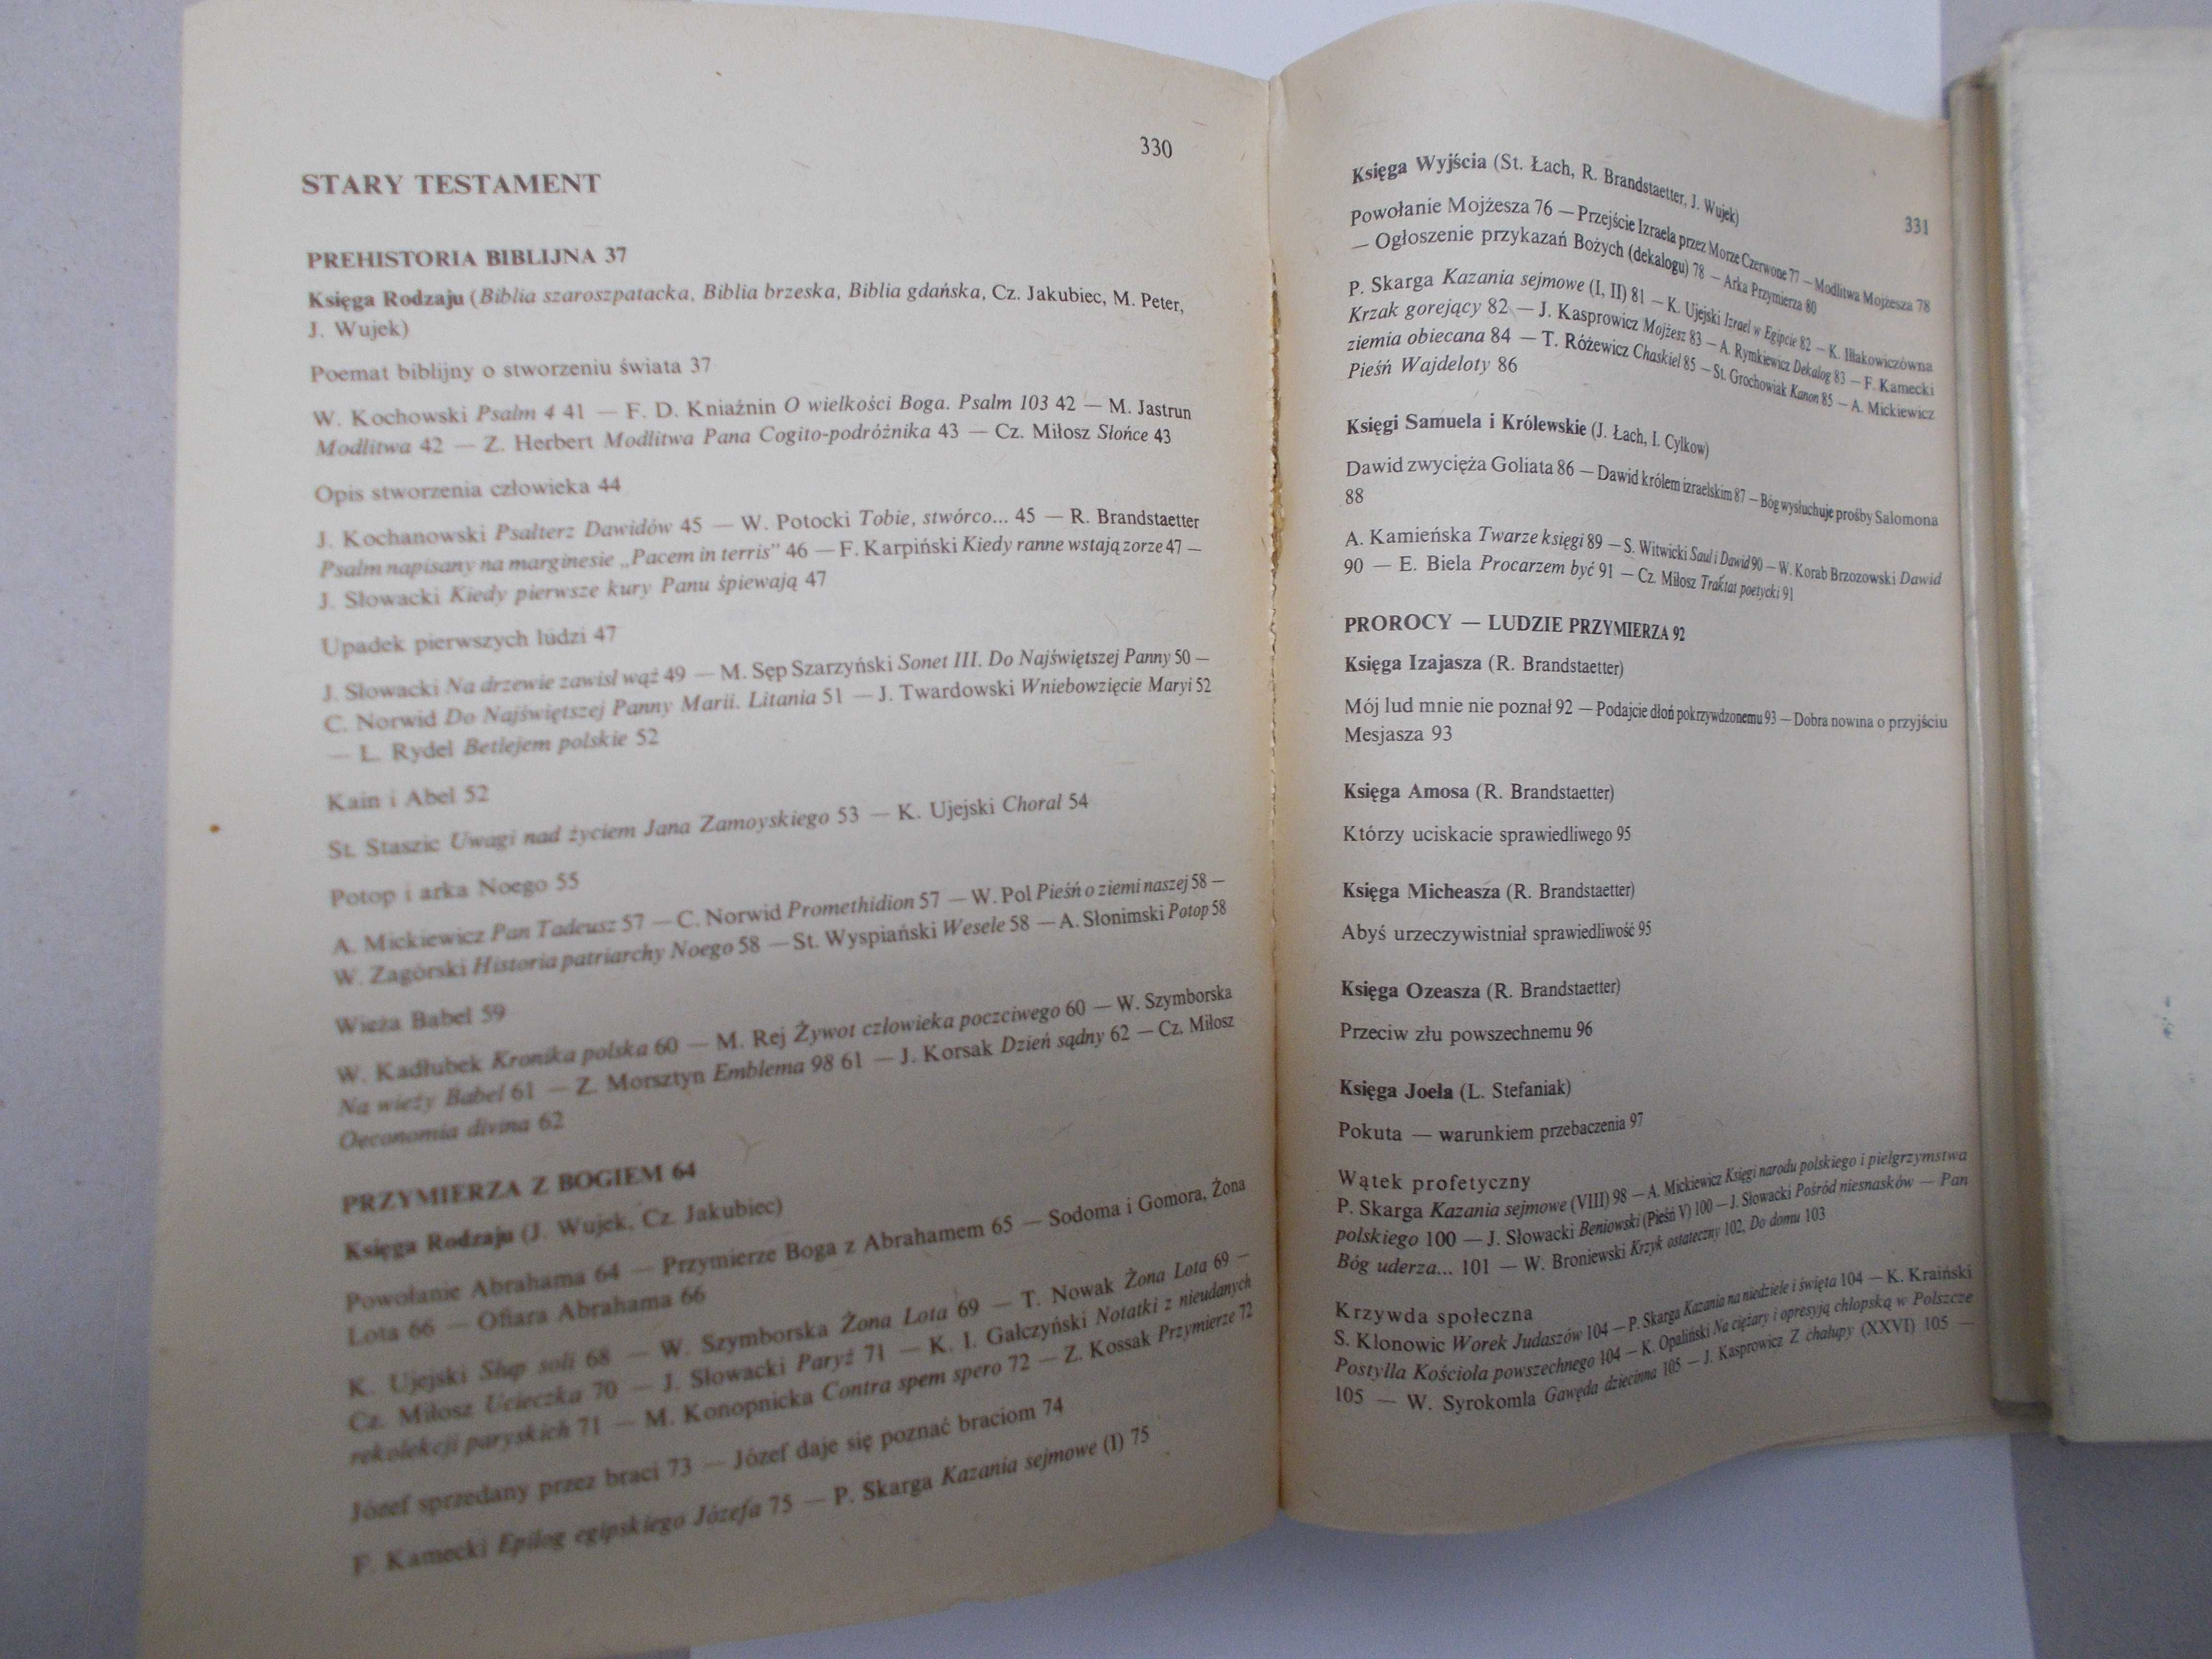 330
STARY TESTAMENT
PREHISTORIA BIBLIJNA 37
Księga Rodzaju (Biblia szaroszpatacka, Biblia brzeska, Biblia gdańska, Cz. Jakubiec, M. Peter,
J. Wujek)
Poemat biblijny o stworzeniu świata 37
W. Kochowski Psalm 4 41 — F. D. Kniaźnin O wielkości Boga. Psalm 103 42 — M. Jastrun
Modlitwa 42 — Z. Herbert Modlitwa Pana Cogito-podróżnika 43 — Cz. Miłosz Słońce 43
Opis stworzenia człowieka 44
J. Kochanowski Psałterz Dawidów 45 — W. Potocki Tobie, stwórco... 45 — R. Brandstaetter
Psalm napisany na marginesie „Pacem in terris” 46 — F. Karpiński Kiedy ranne wstają zorze 47 —
J. Słowacki Kiedy pierwsze kury Panu śpiewają 47
Upadek pierwszych ludzi 47
J. Słowacki Na drzewie zawisł wąż 49 — M. Sęp Szarzyński Sonet III. Do Najświętszej Panny 50 —
C. Norwid Do Najświętszej Panny Marii. Litania 51 — J. Twardowski Wniebowzięcie Maryi 52
— L. Rydel Betlejem polskie 52
Kain i Abel 52
St. Staszic Uwagi nad życiem Jana Zamoyskiego 53 — K. Ujejski Chorał 54
Potop i arka Noego 55
A. Mickiewicz Pan Tadeusz 57 — C. Norwid Promethidion 57 — W. Pol Pieśń o ziemi naszej 58 —
W. Zagórski Historia patriarchy Noego 58 — St. Wyspiański Wesele 58 — A. Słonimski Potop 58
Wieża Babel 59
W. Kadłubek Kronika polska 60 — M. Rej Żywot człowieka poczciwego 60 — W. Szymborska
Na wieży Babel 61 — Z. Morsztyn Emblema 98 61 — J. Korsak Dzień sądny 62 — Cz. Miłosz
Oeconomia divina 62
PRZYMIERZA Z BOGIEM 64
Księga Rodzaju (J. Wujek, Cz. Jakubiec)
Powołanie Abrahama 64 — Przymierze Boga z Abrahamem 65 — Sodoma i Gomora, Żona
Lota 66 — Ofiara Abrahama 66
K. Ujejski Słup soli 68 — W. Szymborska Żona Lota 69 — T. Nowak Żona Lota 69 —
Cz. Miłosz Ucieczka 70 — J. Słowacki Paryż 71 — K. I. Gałczyński Notatki z nieudanych
rekolekcji paryskich 71 — M. Konopnicka Contra spem spero 72 — Z. Kossak Przymierze 72
Józef sprzedany przez braci 73 — Józef daje się poznać braciom 74
F. Kamecki Epilog egipskiego Józefa 75 — P. Skarga Kazania sejmowe (I) 75
331
Księga Wyjścia (St. Łach, R. Brandstaetter, J. Wujek)
Powołanie Mojżesza 76 — Przejście Izraela przez Morze Czerwone 77 — Modlitwa Mojżesza 78
— Ogłoszenie przykazań Bożych (dekalogu) 78 — Arka Przymierza 80
P. Skarga Kazania sejmowe (I, II) 81 — K. Ujejski Izrael w Egipcie 82 — K. Iłłakowiczówna
Krzak gorejący 82 — J. Kasprowicz Mojżesz 83 — A. Rymkiewicz Dekalog 83 — F. Kamecki
ziemia obiecana 84 — T. Różewicz Chaskiel 85 — St. Grochowiak Kanon 85 — A. Mickiewicz
Pieśń Wajdeloty 86
Księgi Samuela i Królewskie (J. Łach, I. Cylkow)
Dawid zwycięża Goliata 86 — Dawid królem izraelskim 87 — Bóg wysłuchuje prośby Salomona
88
A. Kamieńska Twarze księgi 89 — S. Witwicki Saul i Dawid 90 — W. Korab Brzozowski Dawid
90 — E. Biela Procarzem być 91 — Cz. Miłosz Traktat poetycki 91
PROROCY — LUDZIE PRZYMIERZA 92
Księga Izajasza (R. Brandstaetter)
Mój lud mnie nie poznał 92 — Podajcie dłoń pokrzywdzonemu 93 — Dobra nowina o przyjściu
Mesjasza 93
Księga Amosa (R. Brandstaetter)
Którzy uciskacie sprawiedliwego 95
Księga Micheasza (R. Brandstaetter)
Abyś urzeczywistniał sprawiedliwość 95
Księga Ozeasza (R. Brandstaetter)
Przeciw złu powszechnemu 96
Księga Joela (L. Stefaniak)
Pokuta — warunkiem przebaczenia 97
Wątek profetyczny
P. Skarga Kazania sejmowe (VIII) 98 — A. Mickiewicz Księgi narodu polskiego i pielgrzymstwa
polskiego 100 — J. Słowacki Beniowski (Pieśń V) 100 — J. Słowacki Pośród niesnasków — Pan
Bóg uderza... 101 — W. Broniewski Krzyk ostateczny 102, Do domu 103
Krzywda społeczna
S. Klonowic Worek Judaszów 104 — P. Skarga Kazania na niedziele i święta 104 — K. Kraiński
Postylla Kościoła powszechnego 104 — K. Opaliński Na ciężary i opresyją chłopską w Polszcze
105 — W. Syrokomla Gawęda dziecinna 105 — J. Kasprowicz Z chałupy (XXVI) 105 —